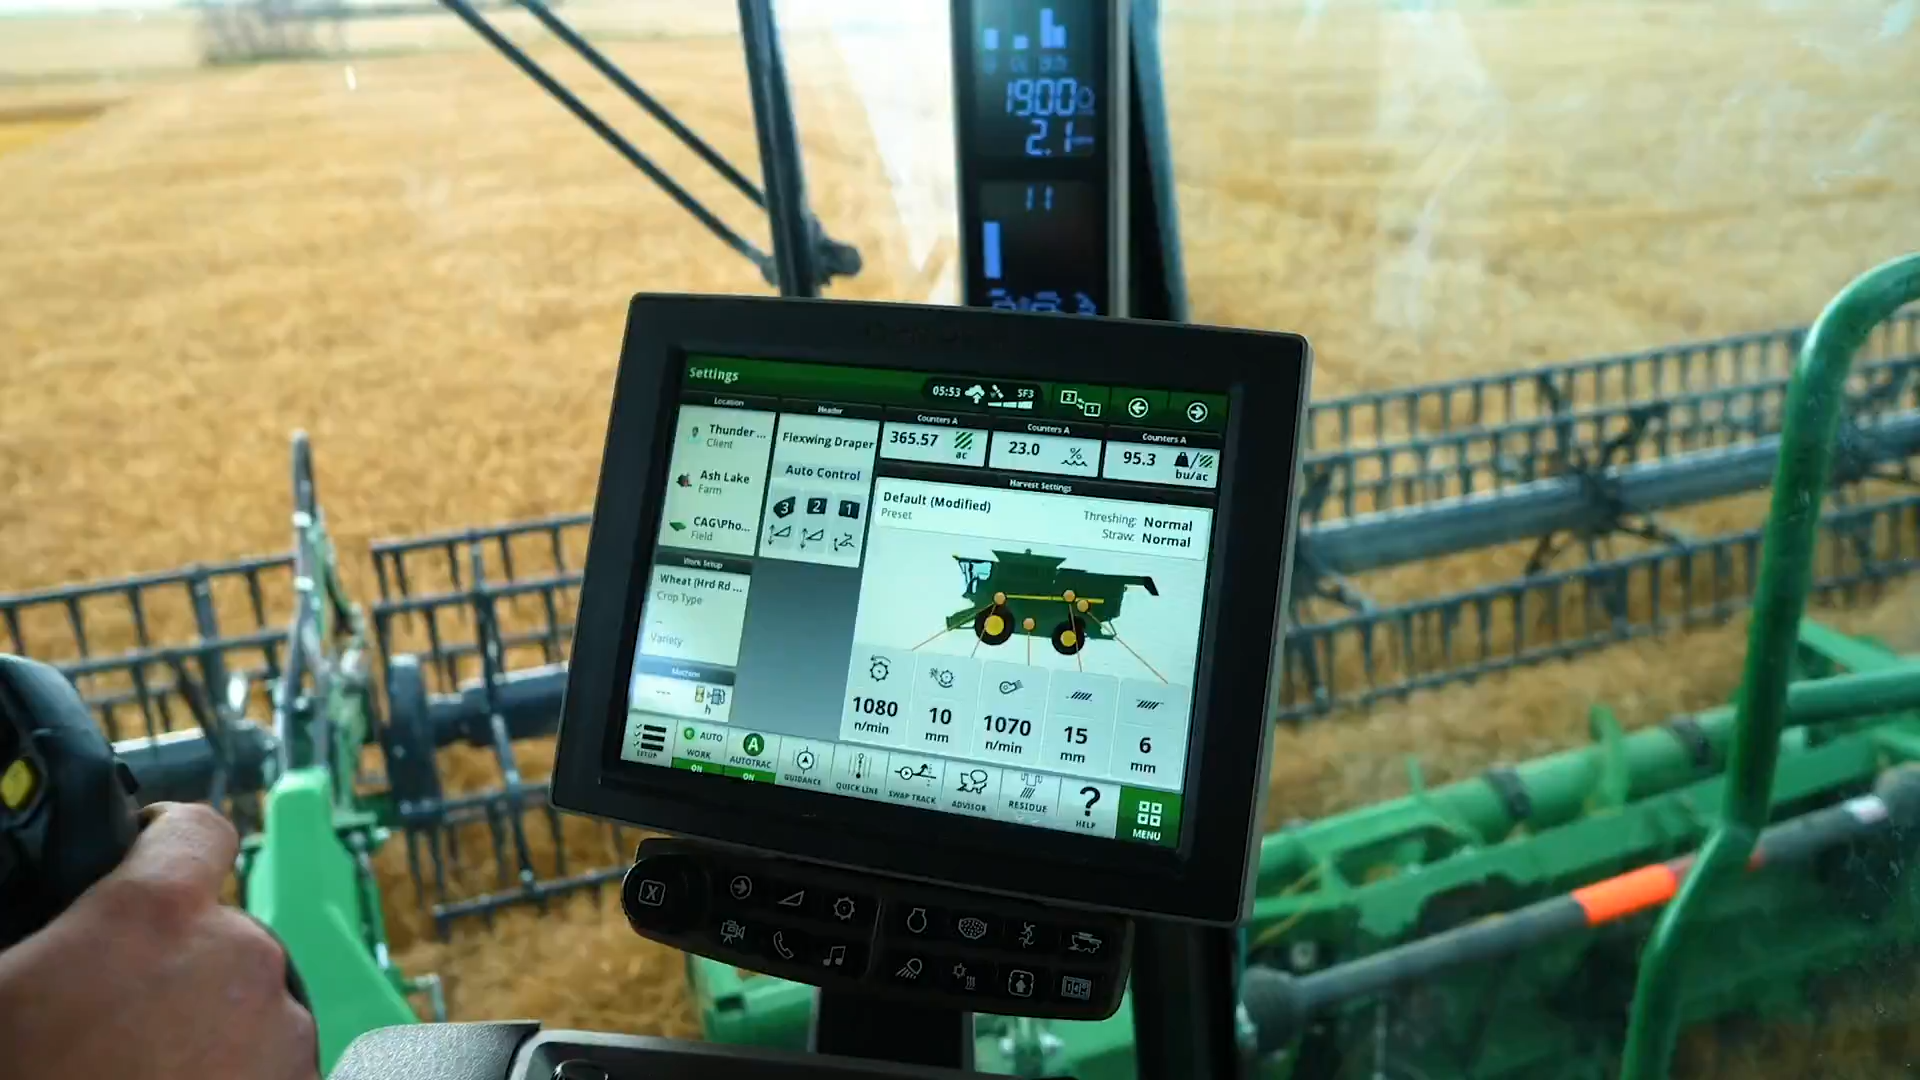 1900
2.1
Settings
05:53
SF3
2
1
Location
Thunder ...
Client
Ash Lake
Farm
CAG\Pho...
Field
Header
Flexwing Draper
Auto Control
3 2 1
Counters A
365.57
ac
Counters A
23.0
%
Counters A
95.3
bu/ac
Harvest Settings
Default (Modified)
Preset
Threshing: Normal
Straw: Normal
Work Setup
Wheat (Hrd Rd ...
Crop Type
Variety
Machine
---
h
1080
n/min
10
mm
1070
n/min
15
mm
6
mm
SETUP
AUTO
WORK
ON
A
AUTOTRAC
ON
GUIDANCE
QUICK LINE
SWAP TRACK
ADVISOR
RESIDUE
?
HELP
MENU
X